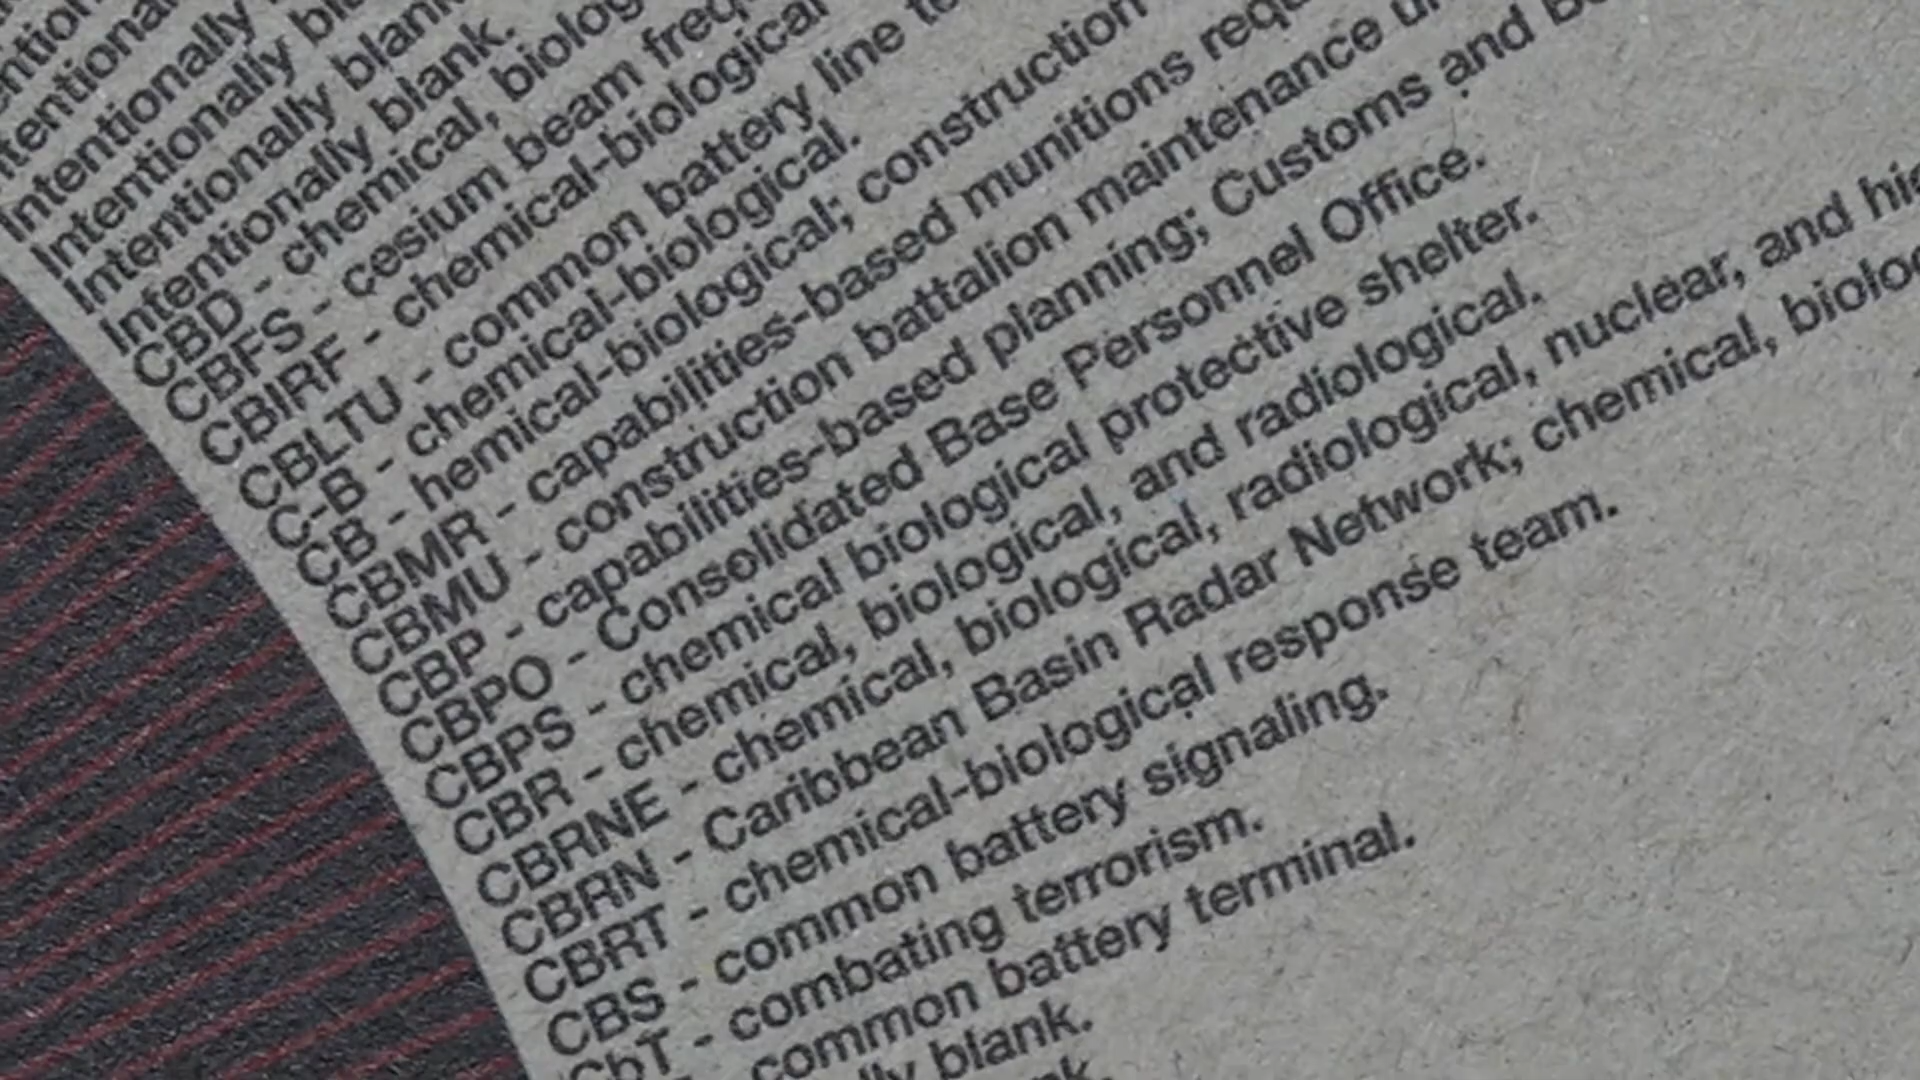 Intentionally
Intentionally
Intentionally blank
Intentionally blank.
CBD - chemical,
CBFS - cesium beam
CBIRF - chemical-biological
CBLTU - common battery line
C-B - chemical-biological.
CCB - hemical-biological; construction
CBMR - capabilities-based munitions
CBMU - construction battalion maintenance
CBP - capabilities-based planning; Customs and
CBPO - Consolidated Base Personnel Office.
CBPS - chemical biological protective shelter.
CBR - chemical, biological, and radiological.
CBRNE - chemical, biological, radiological, nuclear, and
CBRN - Caribbean Basin Radar Network; chemical,
CBRT - chemical-biological response team.
CBS - common battery signaling.
CbT - combating terrorism.
- common battery terminal.
blank.